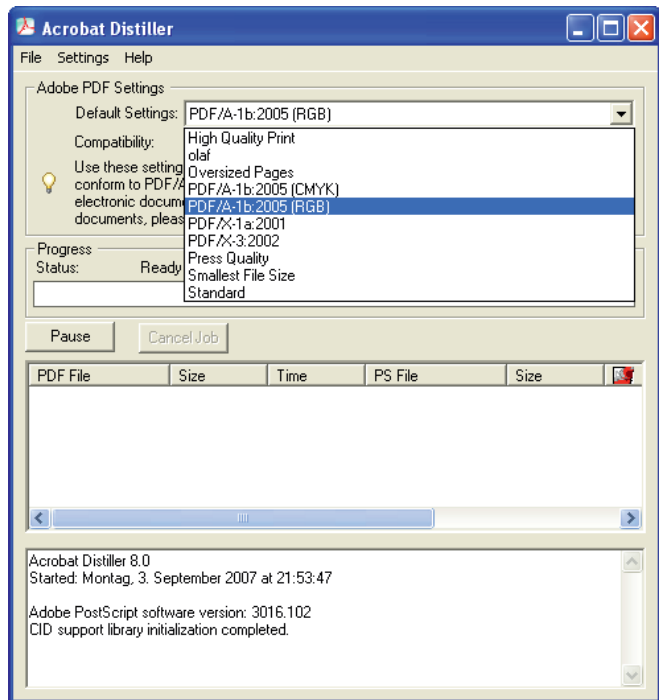 Acrobat Distiller
File Settings Help
Adobe PDF Settings
Default Settings: PDF/A-1b:2005 (RGB)
Compatibility:
High Quality Print
olaf
Oversized Pages
PDF/A-1b:2005 (CMYK)
PDF/A-1b:2005 (RGB)
PDF/X-1a:2001
PDF/X-3:2002
Press Quality
Smallest File Size
Standard
Use these setting
conform to PDF/A
electronic docum
documents, pleas
Progress
Status: Ready
Pause Cancel Job
PDF File Size Time PS File Size
Acrobat Distiller 8.0
Started: Montag, 3. September 2007 at 21:53:47
Adobe PostScript software version: 3016.102
CID support library initialization completed.